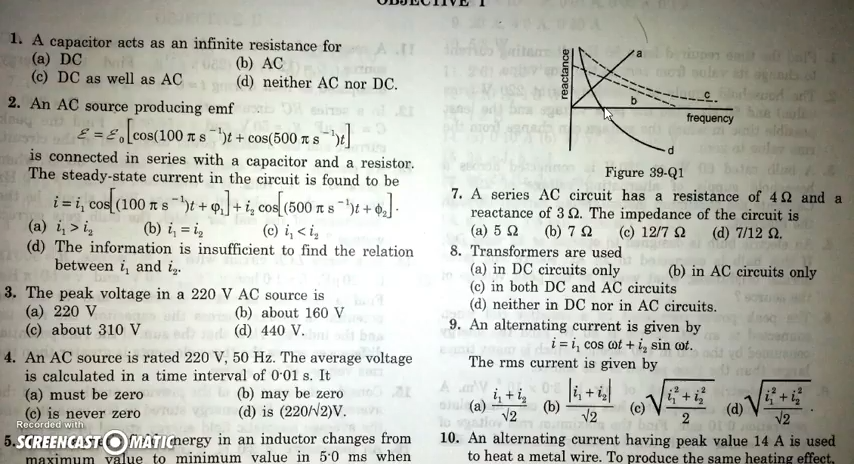 OBJECTIVE I
1. A capacitor acts as an infinite resistance for
(a) DC (b) AC
(c) DC as well as AC (d) neither AC nor DC.
2. An AC source producing emf
ℰ = ℰ₀[cos(100 π s⁻¹)t + cos(500 π s⁻¹)t]
is connected in series with a capacitor and a resistor.
The steady-state current in the circuit is found to be
i = i₁ cos[(100 π s⁻¹)t + φ₁] + i₂ cos[(500 π s⁻¹)t + φ₂].
(a) i₁ > i₂ (b) i₁ = i₂ (c) i₁ < i₂
(d) The information is insufficient to find the relation
between i₁ and i₂.
3. The peak voltage in a 220 V AC source is
(a) 220 V (b) about 160 V
(c) about 310 V (d) 440 V.
4. An AC source is rated 220 V, 50 Hz. The average voltage
is calculated in a time interval of 0·01 s. It
(a) must be zero (b) may be zero
(c) is never zero (d) is (220/√2)V.
5. nergy in an inductor changes from
maximum value to minimum value in 5·0 ms when
Recorded with
SCREENCAST O MATIC
reactance
a
b
c
frequency
d
Figure 39-Q1
7. A series AC circuit has a resistance of 4 Ω and a
reactance of 3 Ω. The impedance of the circuit is
(a) 5 Ω (b) 7 Ω (c) 12/7 Ω (d) 7/12 Ω.
8. Transformers are used
(a) in DC circuits only (b) in AC circuits only
(c) in both DC and AC circuits
(d) neither in DC nor in AC circuits.
9. An alternating current is given by
i = i₁ cos ωt + i₂ sin ωt.
The rms current is given by
(a) (i₁ + i₂)/√2 (b) |i₁ + i₂|/√2 (c) √((i₁² + i₂²)/2) (d) √((i₁² + i₂²)/√2).
10. An alternating current having peak value 14 A is used
to heat a metal wire. To produce the same heating effect,